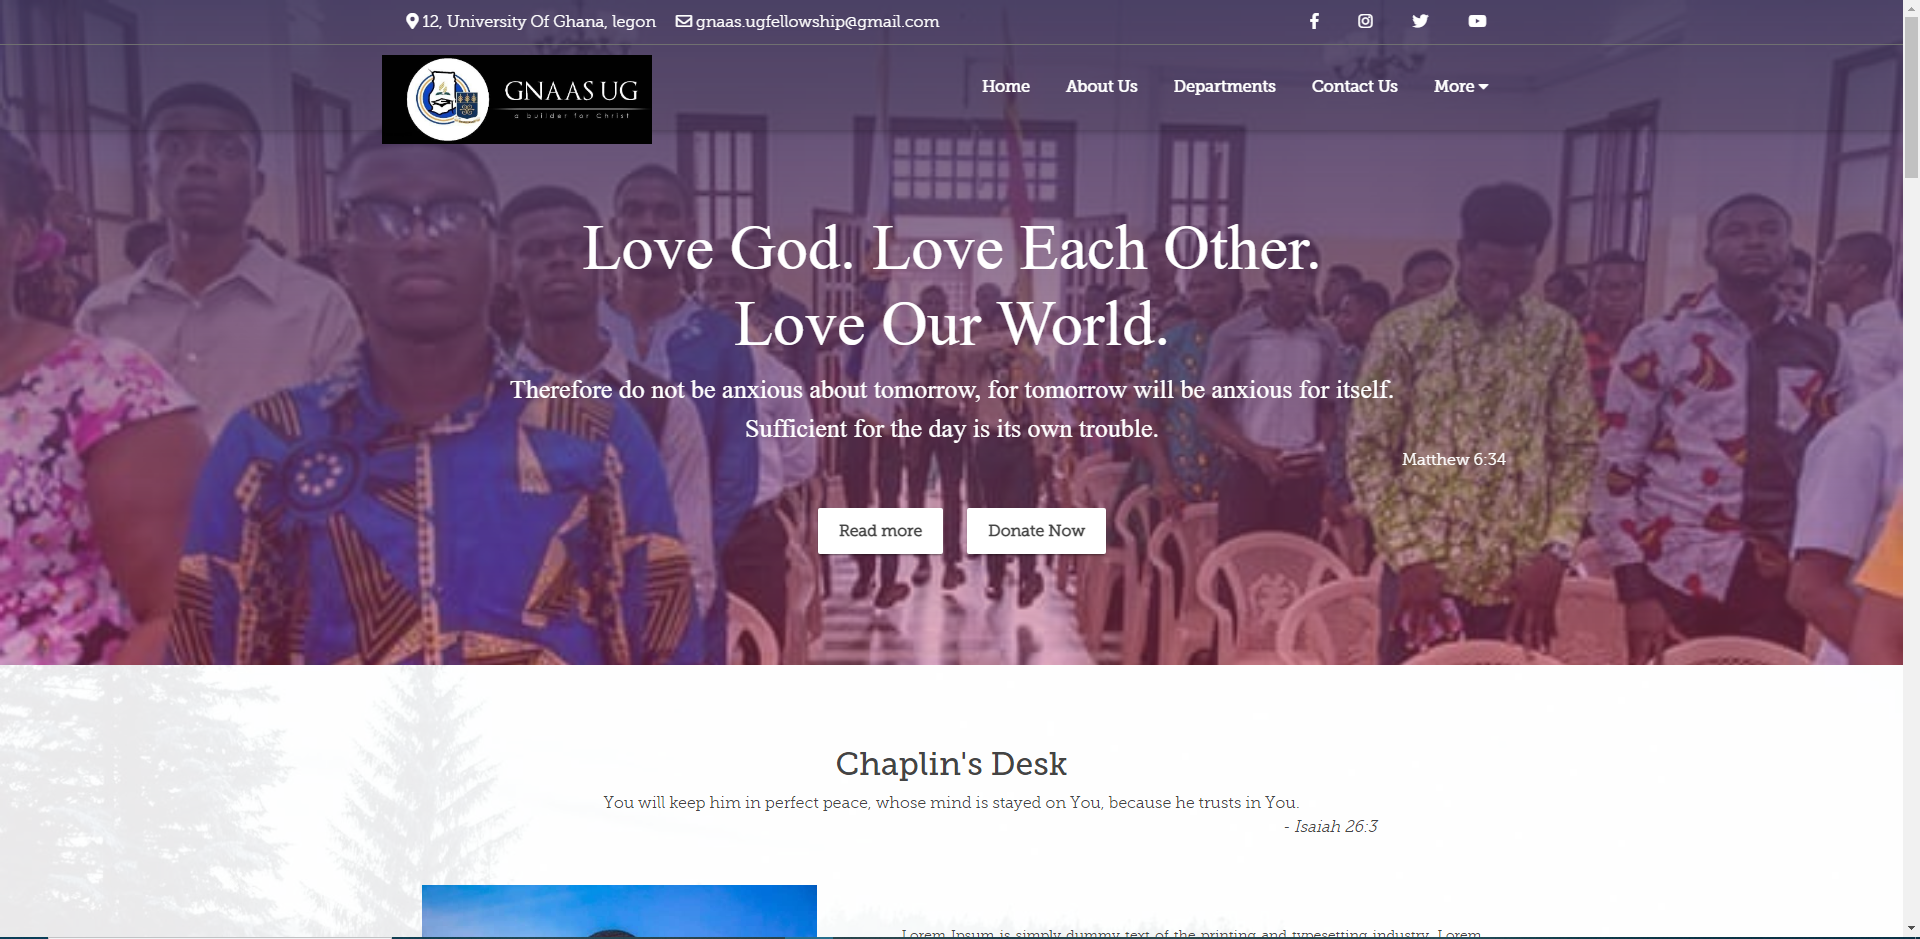 12, University Of Ghana, legon gnaas.ugfellowship@gmail.com
GNAAS UG
a builder for Christ
Home About Us Departments Contact Us More
Love God. Love Each Other.
Love Our World.
Therefore do not be anxious about tomorrow, for tomorrow will be anxious for itself.
Sufficient for the day is its own trouble.
Matthew 6:34
Read more Donate Now
Chaplin's Desk
You will keep him in perfect peace, whose mind is stayed on You, because he trusts in You.
- Isaiah 26:3
Lorem Ipsum is simply dummy text of the printing and typesetting industry. Lorem